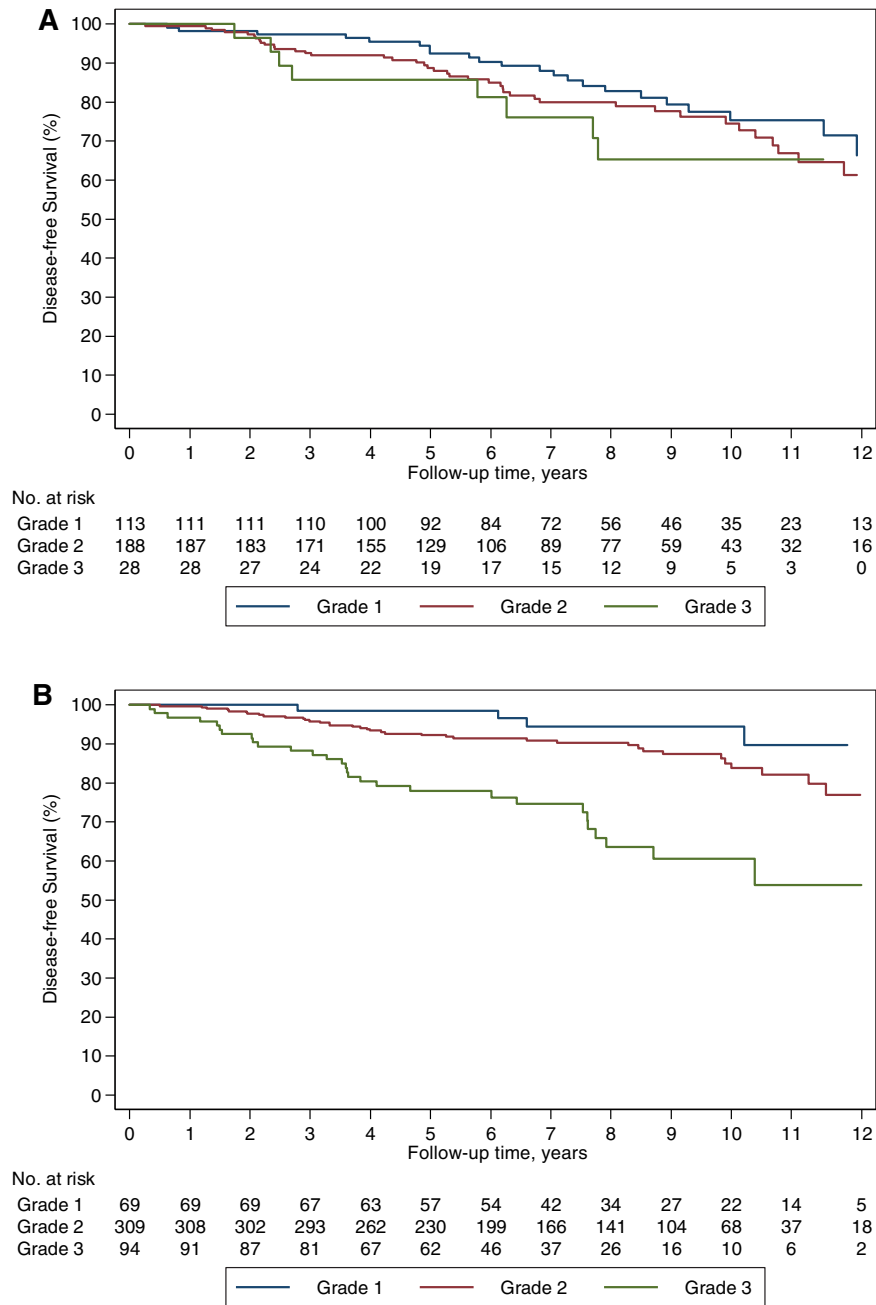 A
100
90
80
70
60
50
40
30
20
10
0
Disease-free Survival (%)
0 1 2 3 4 5 6 7 8 9 10 11 12
Follow-up time, years
No. at risk
Grade 1 113 111 111 110 100 92 84 72 56 46 35 23 13
Grade 2 188 187 183 171 155 129 106 89 77 59 43 32 16
Grade 3 28 28 27 24 22 19 17 15 12 9 5 3 0
Grade 1 Grade 2 Grade 3
B
100
90
80
70
60
50
40
30
20
10
0
Disease-free Survival (%)
0 1 2 3 4 5 6 7 8 9 10 11 12
Follow-up time, years
No. at risk
Grade 1 69 69 69 67 63 57 54 42 34 27 22 14 5
Grade 2 309 308 302 293 262 230 199 166 141 104 68 37 18
Grade 3 94 91 87 81 67 62 46 37 26 16 10 6 2
Grade 1 Grade 2 Grade 3